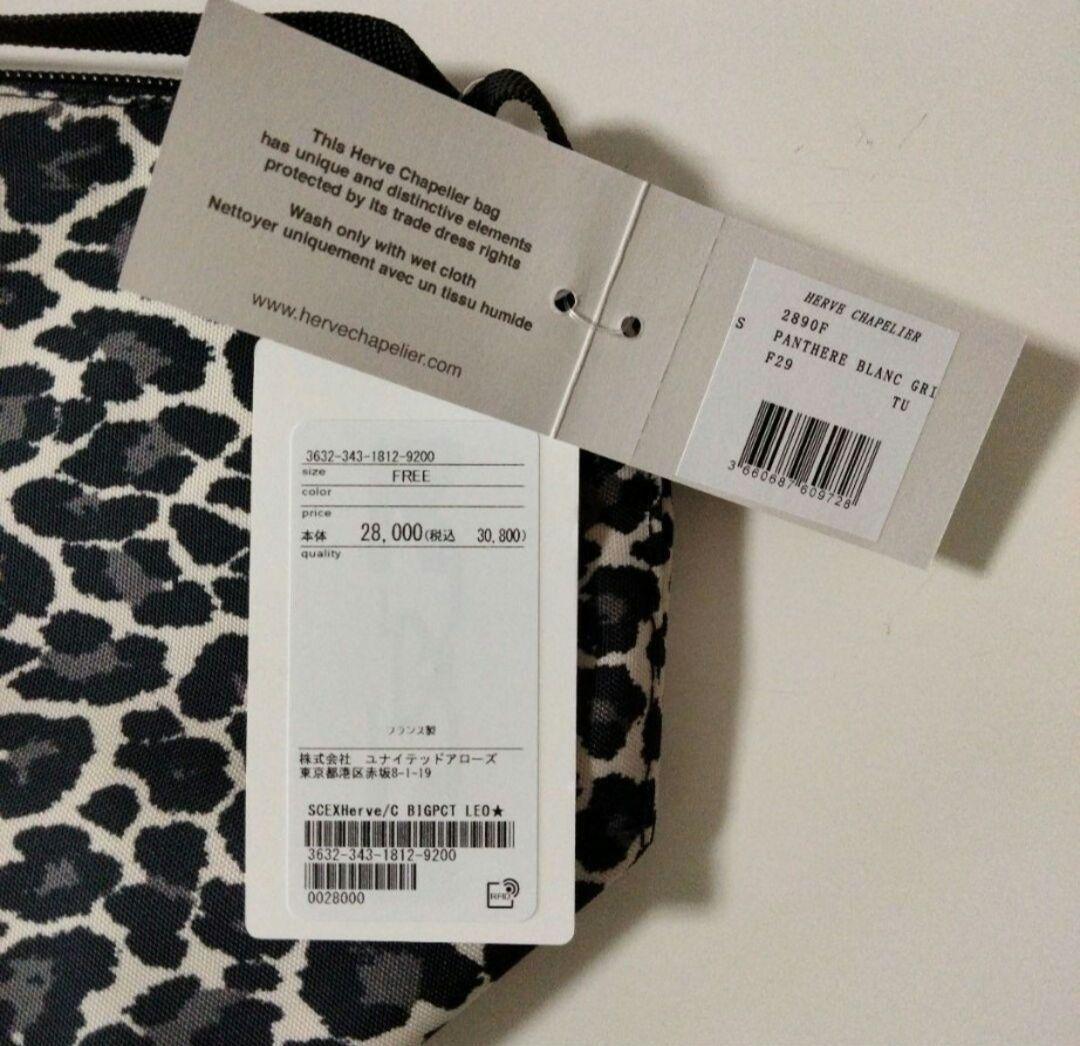 This Herve Chapelier bag
has unique and distinctive elements
protected by its trade dress rights
Wash only with wet cloth
Nettoyer uniquement avec un tissu humide
www.hervechapelier.com
HERVE CHAPELIER
2890F
S PANTHERE BLANC GRI
F29
TU
3 660687 609728
3632-343-1812-9200
size FREE
color
price
本体 28,000(税込 30,800)
quality
フランス製
株式会社 ユナイテッドアローズ
東京都港区赤坂8-1-19
SCEXHerve/C BIGPCT LEO★
3632-343-1812-9200
0028000
RFID